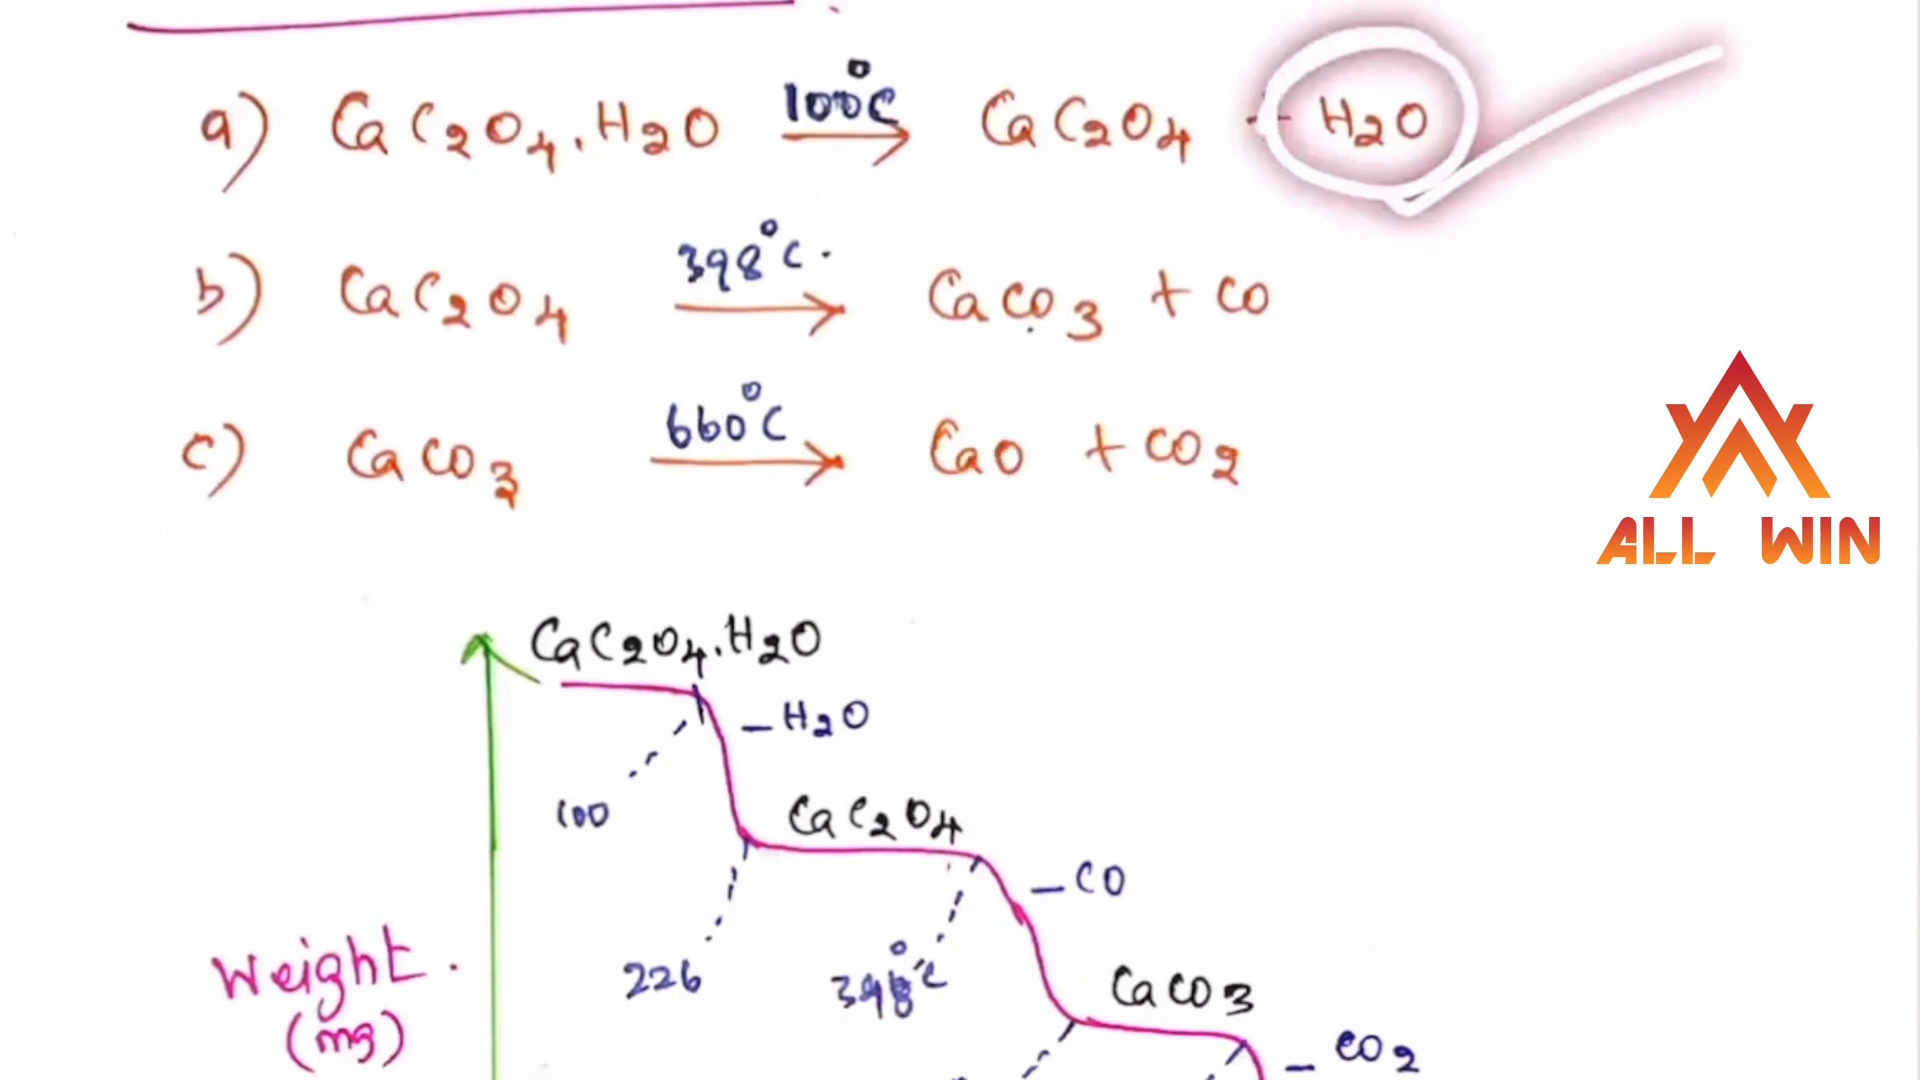 a) CaC2O4.H2O 100°C CaC2O4 + H2O
b) CaC2O4 398°C. CaCO3 + CO
c) CaCO3 660°C CaO + CO2
ALL WIN
CaC2O4.H2O
– H2O
100
CaC2O4
– CO
226
398°C
Weight.
(mg)
CaCO3
– CO2